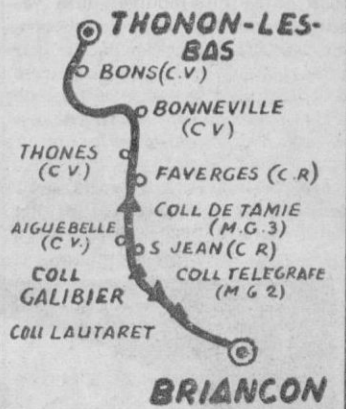 THONON-LES-
BAS
BONS (C.V.)
BONNEVILLE
(C V)
THONES
(C V.)
FAVERGES (C.R)
COLL DE TAMIE
(M.G.3)
AIGUEBELLE
(C V.)
S JEAN (C R)
COLL TELEGRAFE
(M G 2)
COLL
GALIBIER
COLL LAUTARET
BRIANCON